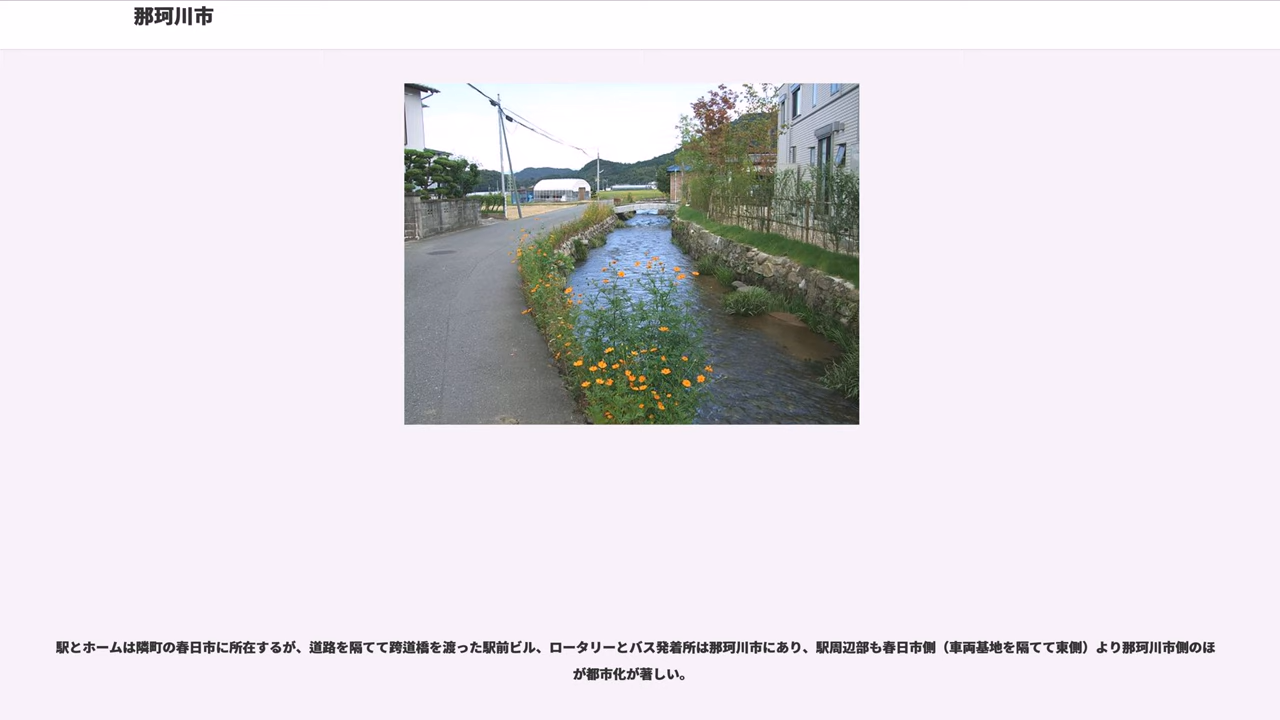 那珂川市
駅とホームは隣町の春日市に所在するが、道路を隔てて跨道橋を渡った駅前ビル、ロータリーとバス発着所は那珂川市にあり、駅周辺部も春日市側（車両基地を隔てて東側）より那珂川市側のほ
が都市化が著しい。